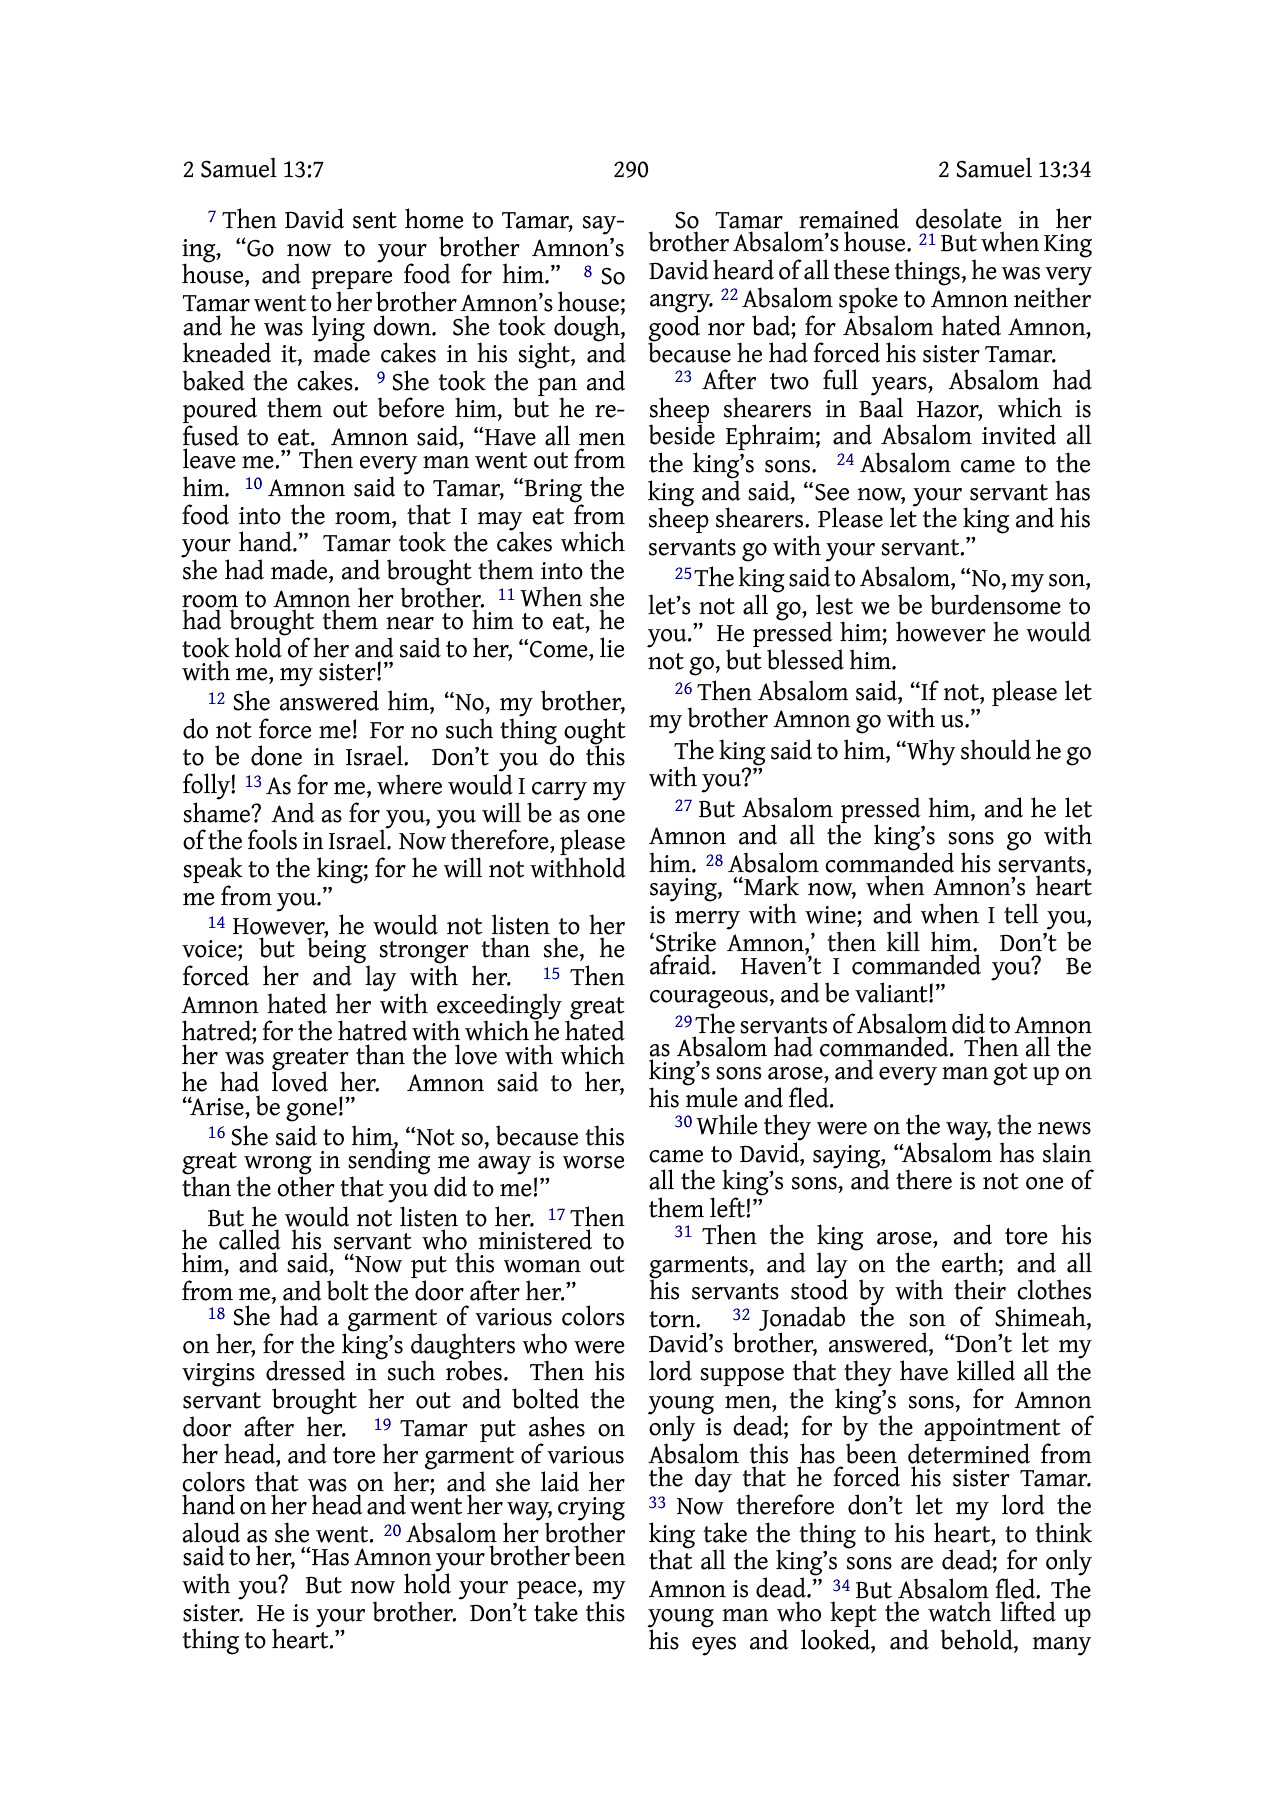 2 Samuel 13:7 290 2 Samuel 13:34
7 Then David sent home to Tamar, say-
ing, “Go now to your brother Amnon’s
house, and prepare food for him.” 8 So
Tamar went to her brother Amnon’s house;
and he was lying down. She took dough,
kneaded it, made cakes in his sight, and
baked the cakes. 9 She took the pan and
poured them out before him, but he re-
fused to eat. Amnon said, “Have all men
leave me.” Then every man went out from
him. 10 Amnon said to Tamar, “Bring the
food into the room, that I may eat from
your hand.” Tamar took the cakes which
she had made, and brought them into the
room to Amnon her brother. 11 When she
had brought them near to him to eat, he
took hold of her and said to her, “Come, lie
with me, my sister!”
12 She answered him, “No, my brother,
do not force me! For no such thing ought
to be done in Israel. Don’t you do this
folly! 13 As for me, where would I carry my
shame? And as for you, you will be as one
of the fools in Israel. Now therefore, please
speak to the king; for he will not withhold
me from you.”
14 However, he would not listen to her
voice; but being stronger than she, he
forced her and lay with her. 15 Then
Amnon hated her with exceedingly great
hatred; for the hatred with which he hated
her was greater than the love with which
he had loved her. Amnon said to her,
“Arise, be gone!”
16 She said to him, “Not so, because this
great wrong in sending me away is worse
than the other that you did to me!”
But he would not listen to her. 17 Then
he called his servant who ministered to
him, and said, “Now put this woman out
from me, and bolt the door after her.”
18 She had a garment of various colors
on her, for the king’s daughters who were
virgins dressed in such robes. Then his
servant brought her out and bolted the
door after her. 19 Tamar put ashes on
her head, and tore her garment of various
colors that was on her; and she laid her
hand on her head and went her way, crying
aloud as she went. 20 Absalom her brother
said to her, “Has Amnon your brother been
with you? But now hold your peace, my
sister. He is your brother. Don’t take this
thing to heart.”
So Tamar remained desolate in her
brother Absalom’s house. 21 But when King
David heard of all these things, he was very
angry. 22 Absalom spoke to Amnon neither
good nor bad; for Absalom hated Amnon,
because he had forced his sister Tamar.
23 After two full years, Absalom had
sheep shearers in Baal Hazor, which is
beside Ephraim; and Absalom invited all
the king’s sons. 24 Absalom came to the
king and said, “See now, your servant has
sheep shearers. Please let the king and his
servants go with your servant.”
25 The king said to Absalom, “No, my son,
let’s not all go, lest we be burdensome to
you.” He pressed him; however he would
not go, but blessed him.
26 Then Absalom said, “If not, please let
my brother Amnon go with us.”
The king said to him, “Why should he go
with you?”
27 But Absalom pressed him, and he let
Amnon and all the king’s sons go with
him. 28 Absalom commanded his servants,
saying, “Mark now, when Amnon’s heart
is merry with wine; and when I tell you,
‘Strike Amnon,’ then kill him. Don’t be
afraid. Haven’t I commanded you? Be
courageous, and be valiant!”
29 The servants of Absalom did to Amnon
as Absalom had commanded. Then all the
king’s sons arose, and every man got up on
his mule and fled.
30 While they were on the way, the news
came to David, saying, “Absalom has slain
all the king’s sons, and there is not one of
them left!”
31 Then the king arose, and tore his
garments, and lay on the earth; and all
his servants stood by with their clothes
torn. 32 Jonadab the son of Shimeah,
David’s brother, answered, “Don’t let my
lord suppose that they have killed all the
young men, the king’s sons, for Amnon
only is dead; for by the appointment of
Absalom this has been determined from
the day that he forced his sister Tamar.
33 Now therefore don’t let my lord the
king take the thing to his heart, to think
that all the king’s sons are dead; for only
Amnon is dead.” 34 But Absalom fled. The
young man who kept the watch lifted up
his eyes and looked, and behold, many